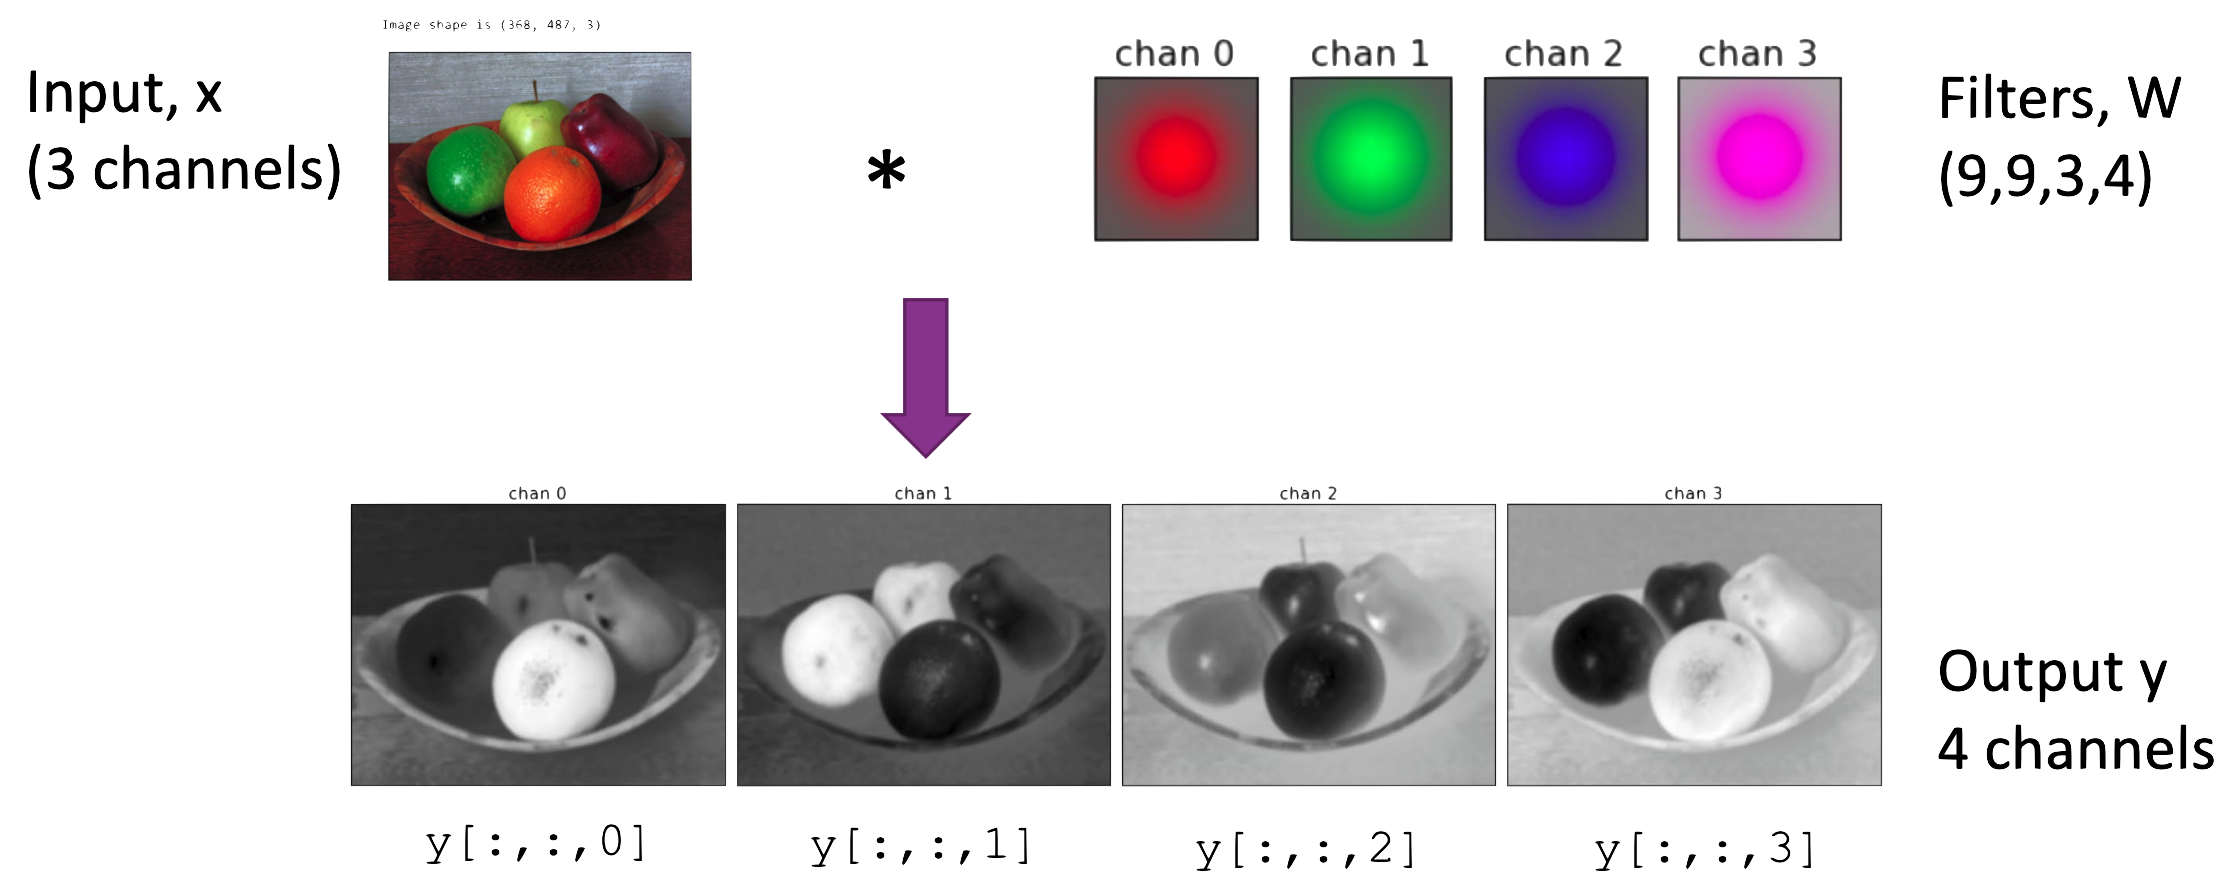 Image shape is (368, 487, 3)
Input, x
(3 channels)
*
chan 0 chan 1 chan 2 chan 3
Filters, W
(9,9,3,4)
chan 0 chan 1 chan 2 chan 3
Output y
4 channels
y[:,:,0] y[:,:,1] y[:,:,2] y[:,:,3]